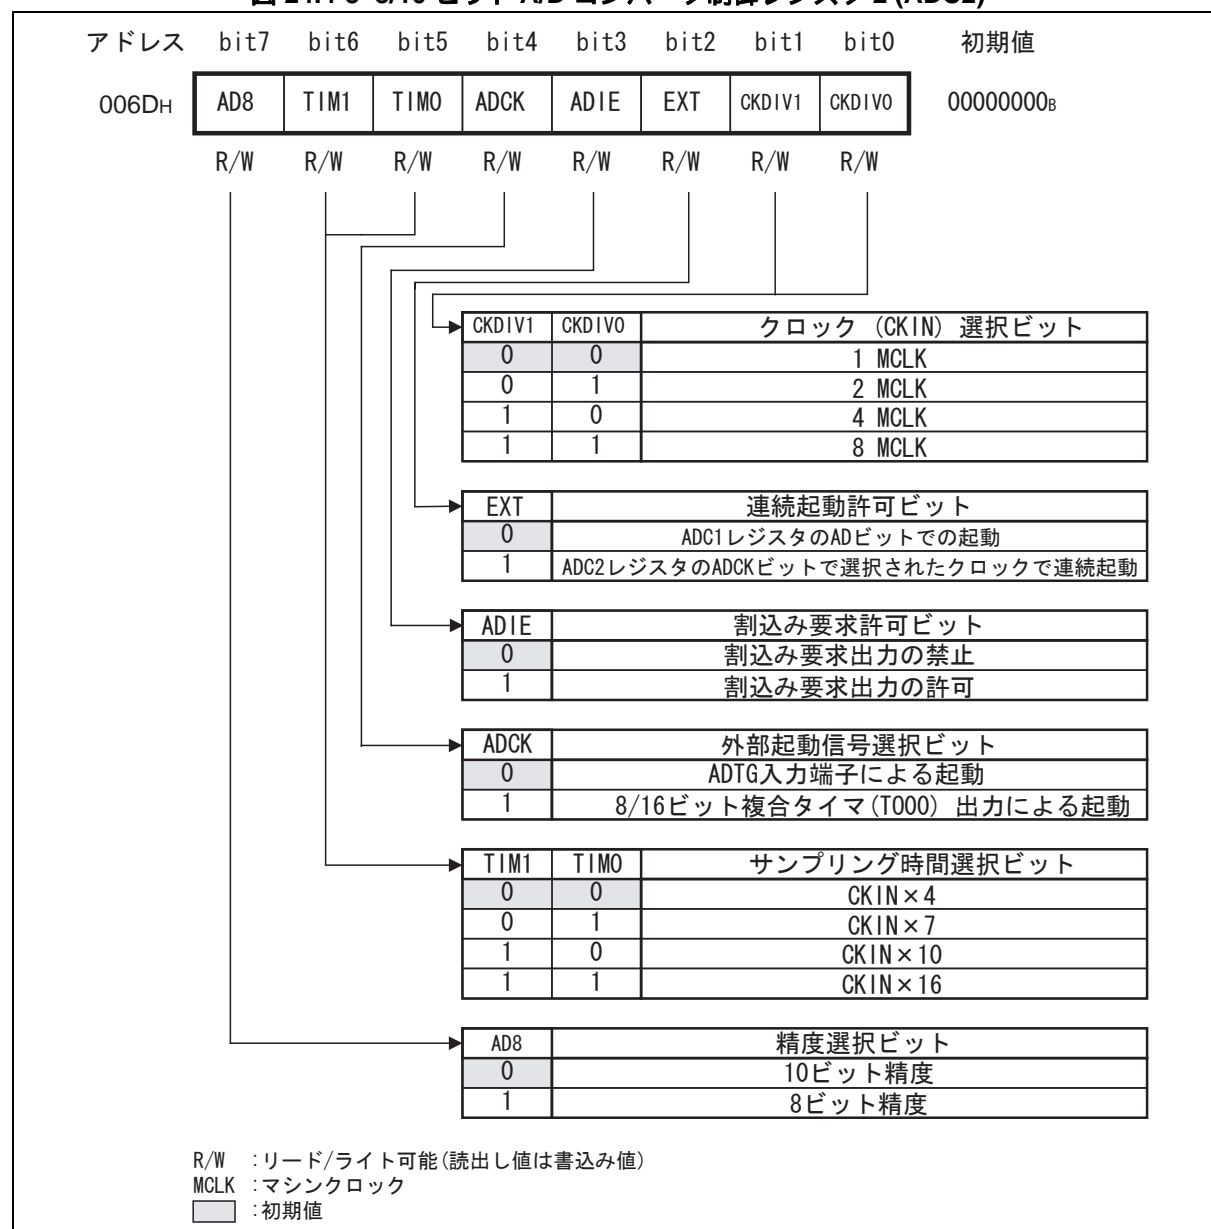 アドレス bit7 bit6 bit5 bit4 bit3 bit2 bit1 bit0 初期値
006DH AD8 TIM1 TIM0 ADCK ADIE EXT CKDIV1 CKDIV0 00000000B
R/W R/W R/W R/W R/W R/W R/W R/W
CKDIV1 CKDIV0 クロック (CKIN) 選択ビット
0 0 1 MCLK
0 1 2 MCLK
1 0 4 MCLK
1 1 8 MCLK
EXT 連続起動許可ビット
0 ADC1レジスタのADビットでの起動
1 ADC2レジスタのADCKビットで選択されたクロックで連続起動
ADIE 割込み要求許可ビット
0 割込み要求出力の禁止
1 割込み要求出力の許可
ADCK 外部起動信号選択ビット
0 ADTG入力端子による起動
1 8/16ビット複合タイマ(TO00) 出力による起動
TIM1 TIM0 サンプリング時間選択ビット
0 0 CKIN×4
0 1 CKIN×7
1 0 CKIN×10
1 1 CKIN×16
AD8 精度選択ビット
0 10ビット精度
1 8ビット精度
R/W :リード/ライト可能(読出し値は書込み値)
MCLK :マシンクロック
:初期値